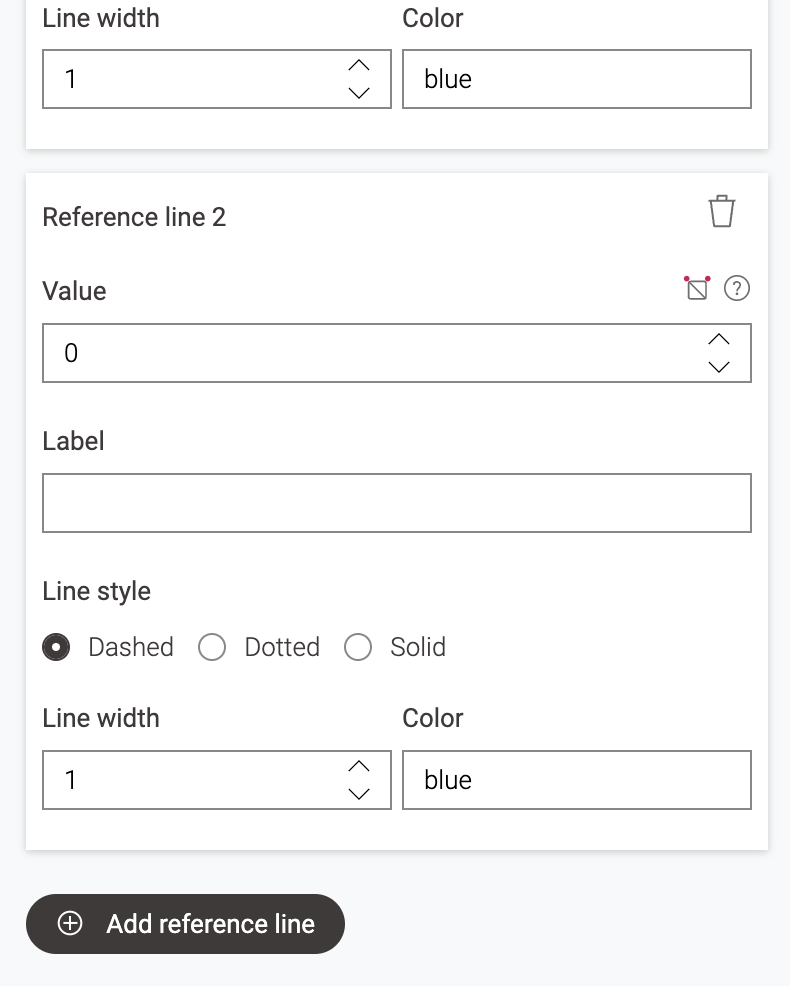 Line width Color
1 blue
Reference line 2
Value
0
Label
Line style
Dashed Dotted Solid
Line width Color
1 blue
Add reference line